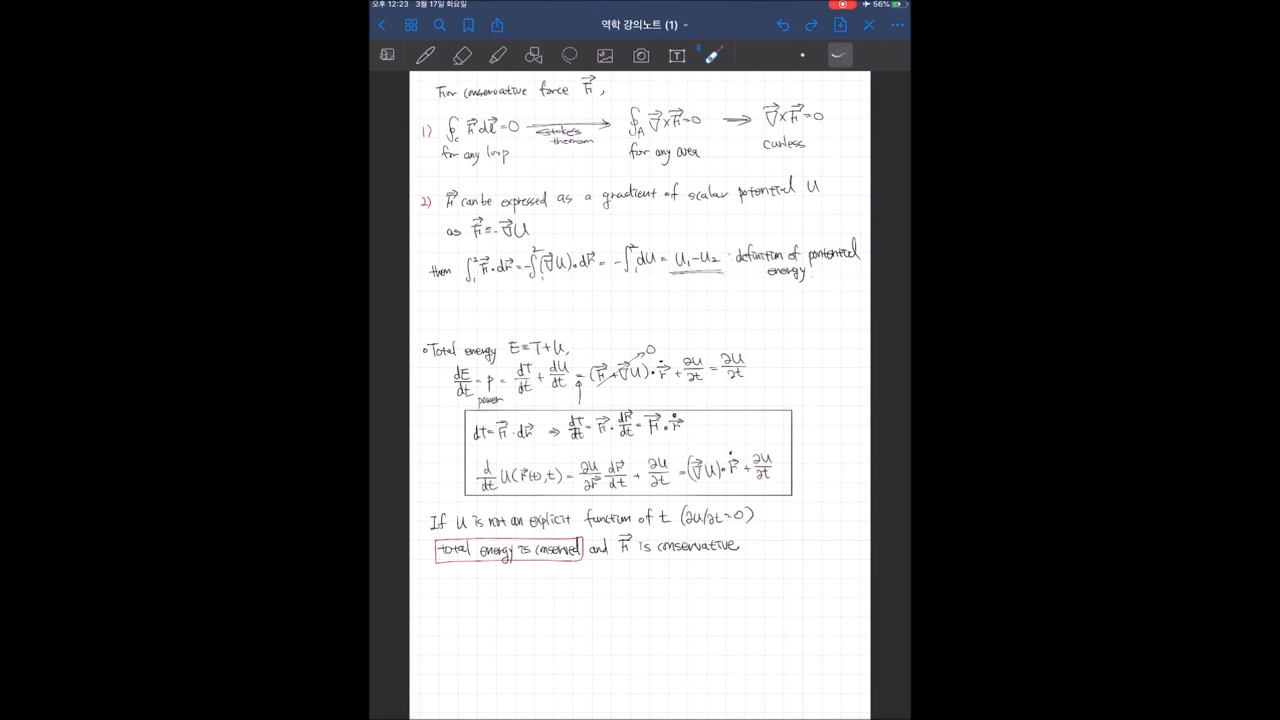 오후 12:23 3월 17일 화요일
56%
역학 강의노트 (1)
For conservative force F⃗,
1) ∮c F⃗dl⃗=0 → stokes theorem → ∮A ∇⃗×F⃗=0 → ∇⃗×F⃗=0
for any loop for any area curless
2) F⃗ can be expressed as a gradient of scalar potential U
as F⃗=-∇⃗U
then ∫₁² F⃗·dr⃗ = -∫₁² (∇⃗U)·dr⃗ = -∫₁² dU = U₁-U₂ : definition of pontential energy.
• Total energy E=T+U,
dE/dt = P = dT/dt + dU/dt = (F⃗+∇⃗U)·r⃗̇ + ∂U/∂t = ∂U/∂t
power 0
dT=F⃗·dr⃗ ⇒ dT/dt = F⃗·dr⃗/dt = F⃗·r⃗̇
d/dt U(r⃗(t),t) = ∂U/∂r⃗ dr⃗/dt + ∂U/∂t = (∇⃗U)·r⃗̇ + ∂U/∂t
If U is not an explicit function of t (∂U/∂t=0)
total energy is conserved and F⃗ is conservative